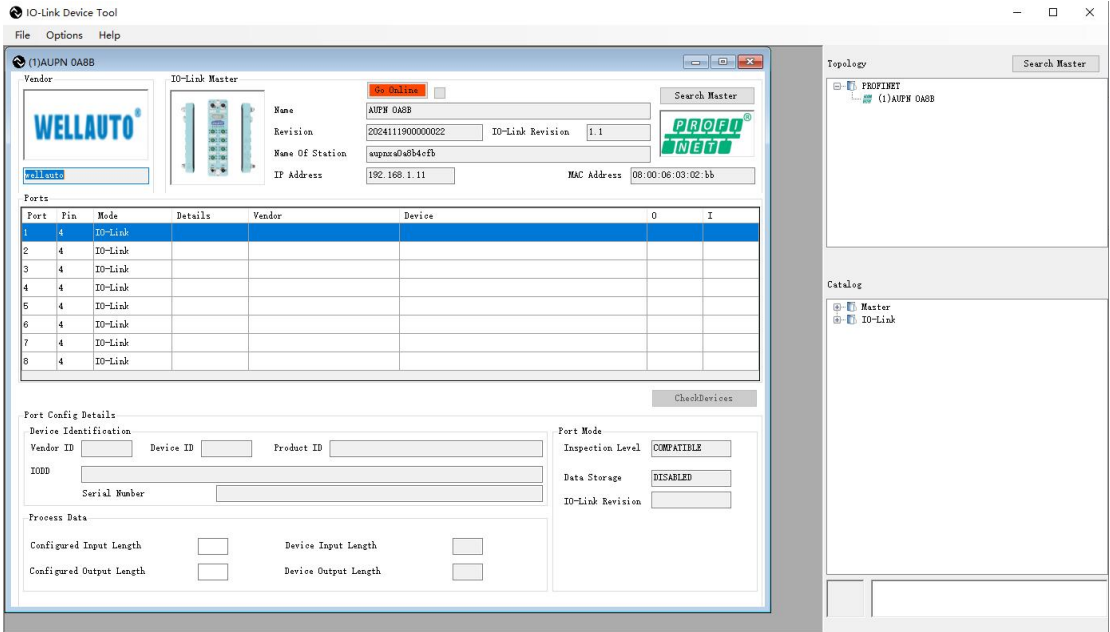 IO-Link Device Tool
File Options Help
(1)AUPN 0A8B
Vendor
WELLAUTO®
wellauto
IO-Link Master
Go Online
Search Master
Name AUPN 0A8B
Revision 2024111900000022 IO-Link Revision 1.1
Name Of Station aupnxa0a8b4cfb
IP Address 192.168.1.11 MAC Address 08:00:06:03:02:bb
PROFI®
NET
Ports
Port Pin Mode Details Vendor Device O I
1 4 IO-Link
2 4 IO-Link
3 4 IO-Link
4 4 IO-Link
5 4 IO-Link
6 4 IO-Link
7 4 IO-Link
8 4 IO-Link
CheckDevices
Port Config Details
Device Identification
Vendor ID Device ID Product ID
IODD
Serial Number
Process Data
Configured Input Length Device Input Length
Configured Output Length Device Output Length
Port Mode
Inspection Level COMPATIBLE
Data Storage DISABLED
IO-Link Revision
Topology Search Master
PROFINET
(1)AUPN 0A8B
Catalog
Master
IO-Link